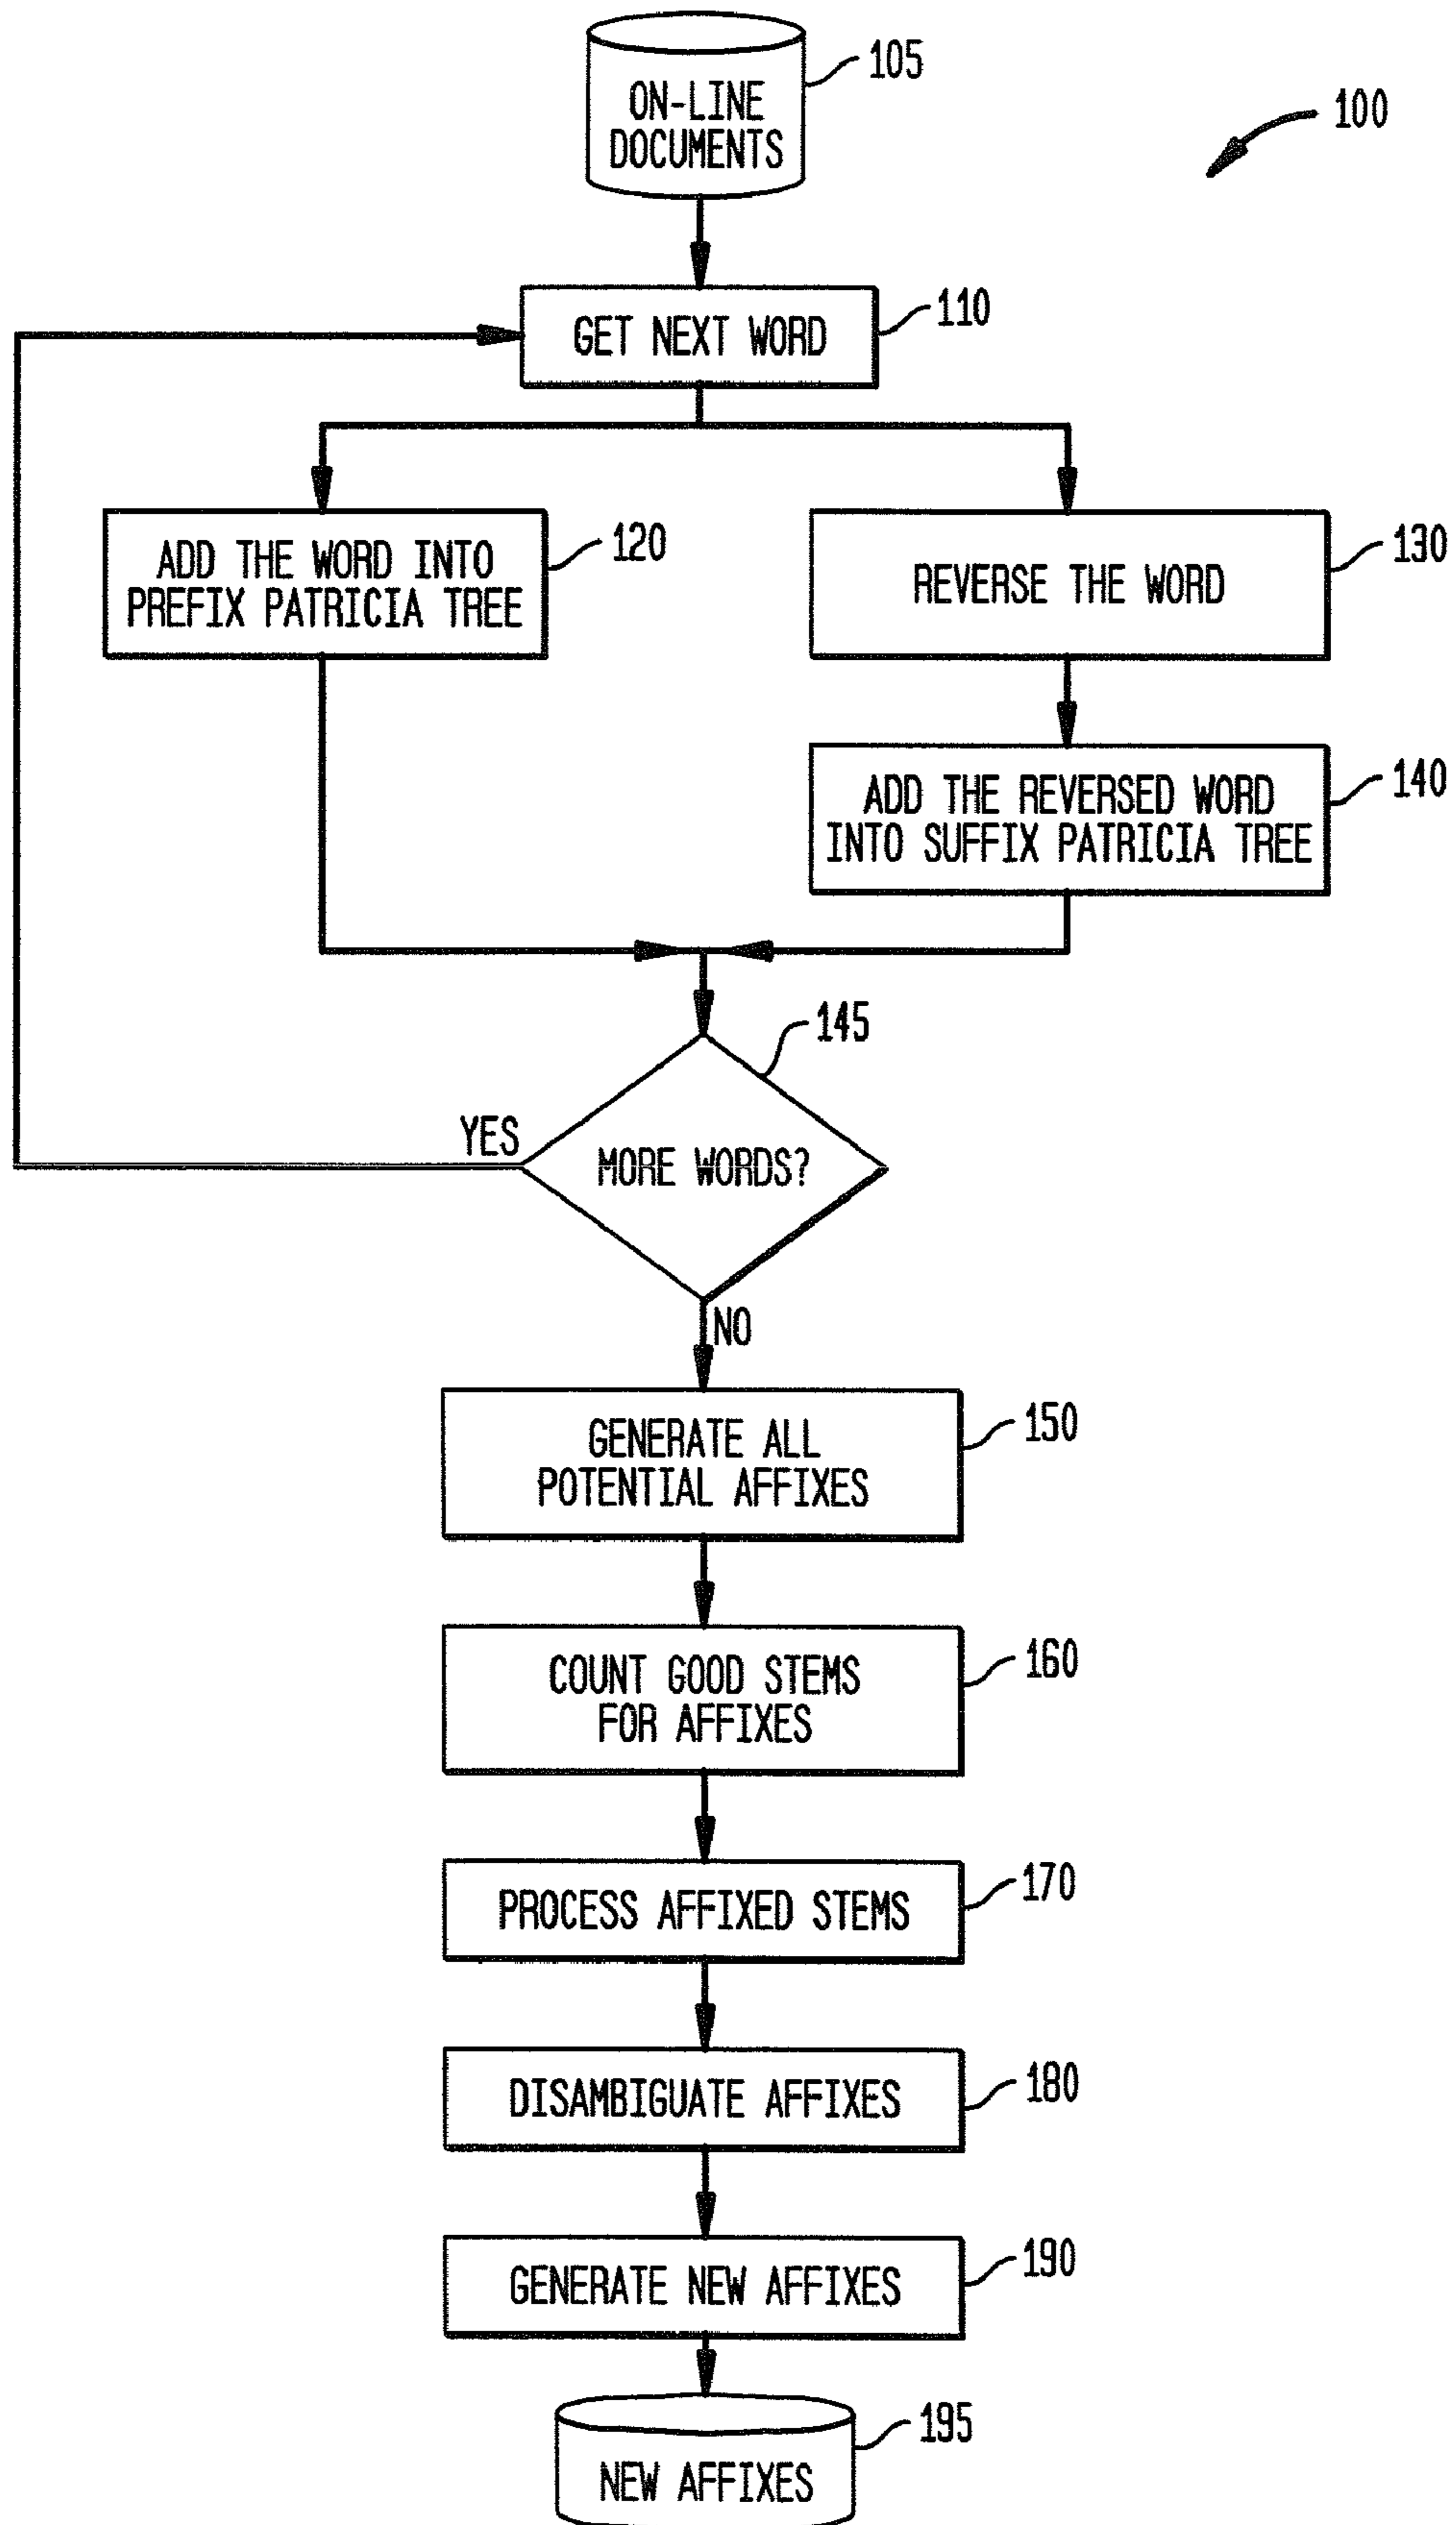 105
ON-LINE
DOCUMENTS
100
110
GET NEXT WORD
120
ADD THE WORD INTO
PREFIX PATRICIA TREE
130
REVERSE THE WORD
140
ADD THE REVERSED WORD
INTO SUFFIX PATRICIA TREE
145
YES
MORE WORDS?
NO
150
GENERATE ALL
POTENTIAL AFFIXES
160
COUNT GOOD STEMS
FOR AFFIXES
170
PROCESS AFFIXED STEMS
180
DISAMBIGUATE AFFIXES
190
GENERATE NEW AFFIXES
195
NEW AFFIXES